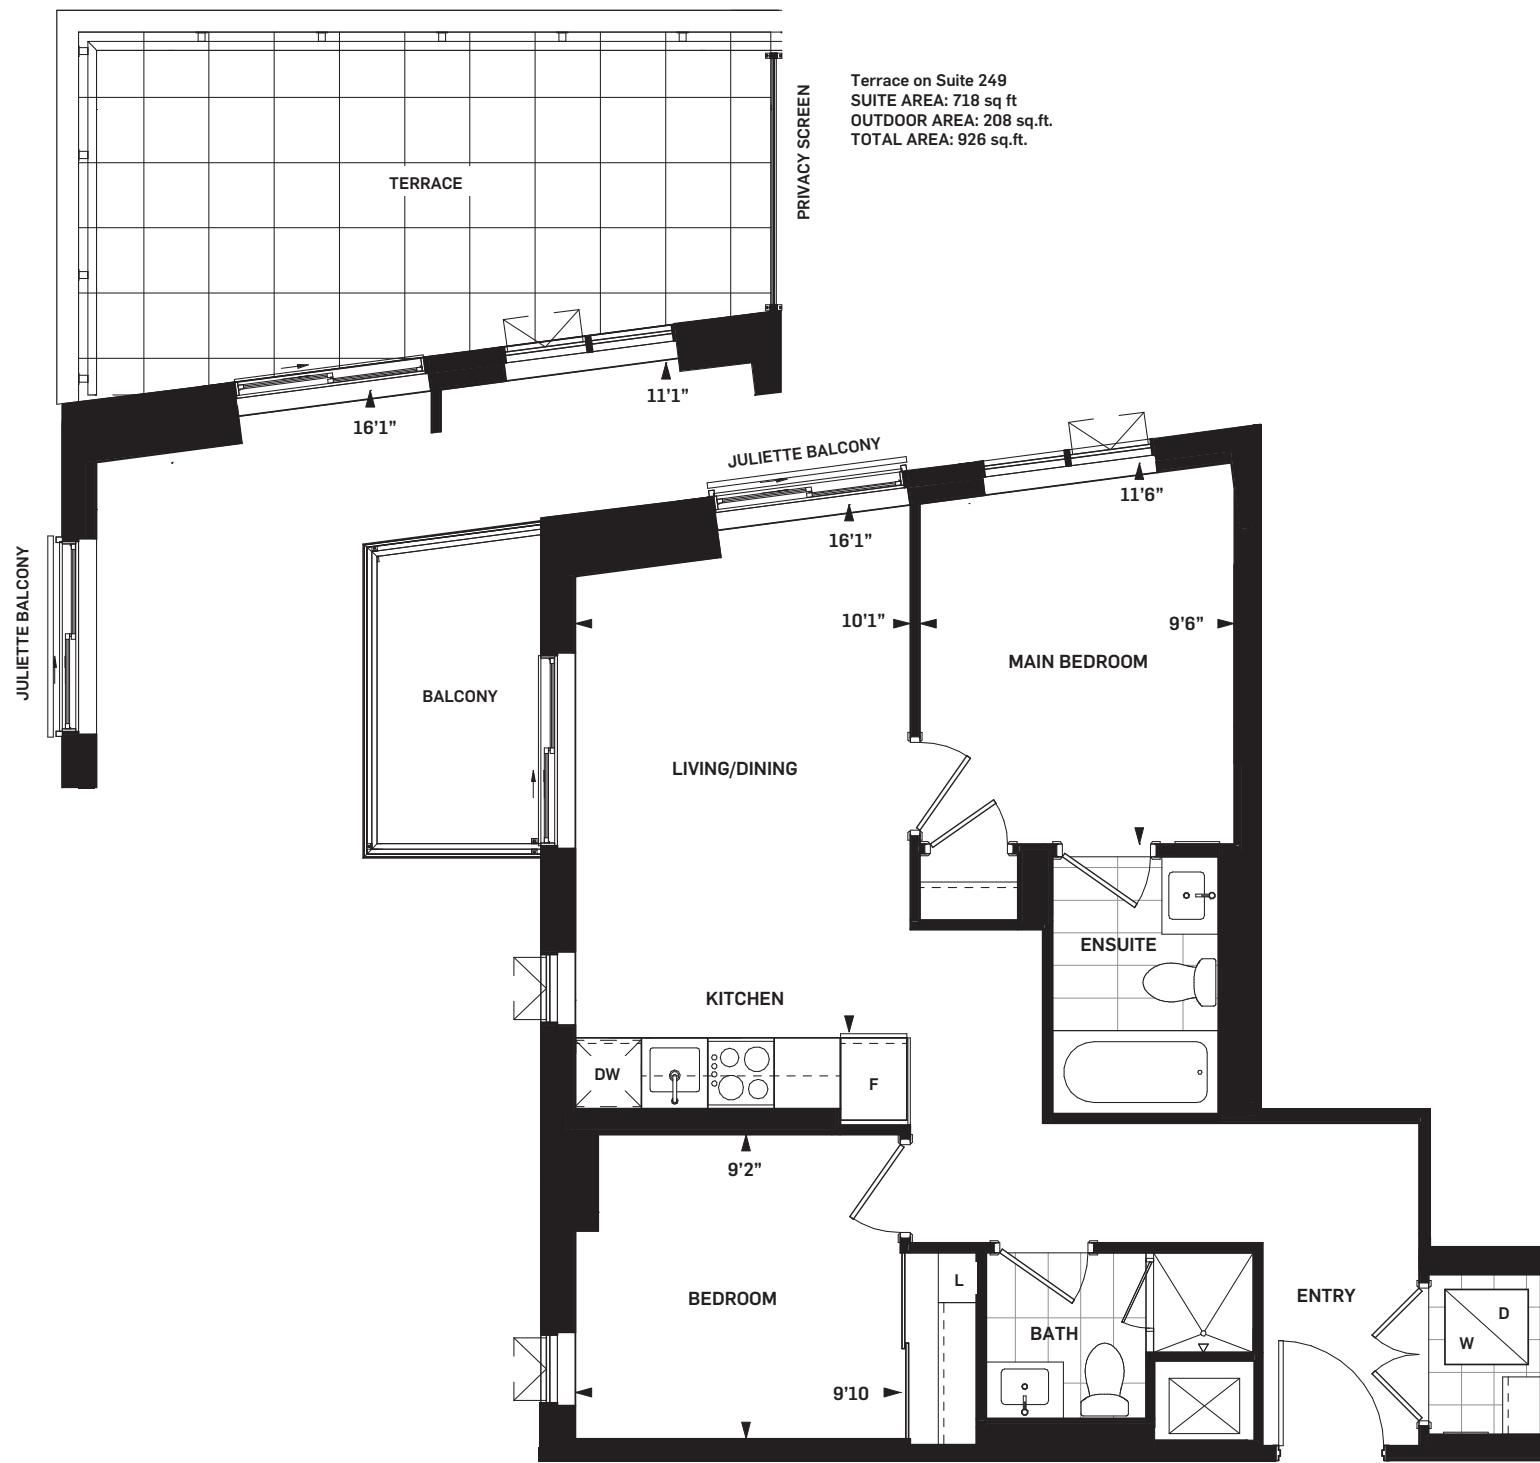 Terrace on Suite 249
SUITE AREA: 718 sq ft
OUTDOOR AREA: 208 sq.ft.
TOTAL AREA: 926 sq.ft.
PRIVACY SCREEN
TERRACE
16'1"
11'1"
JULIETTE BALCONY
JULIETTE BALCONY
16'1"
11'6"
10'1"
9'6"
MAIN BEDROOM
BALCONY
LIVING/DINING
ENSUITE
KITCHEN
DW
F
9'2"
BEDROOM
L
BATH
ENTRY
D
W
9'10